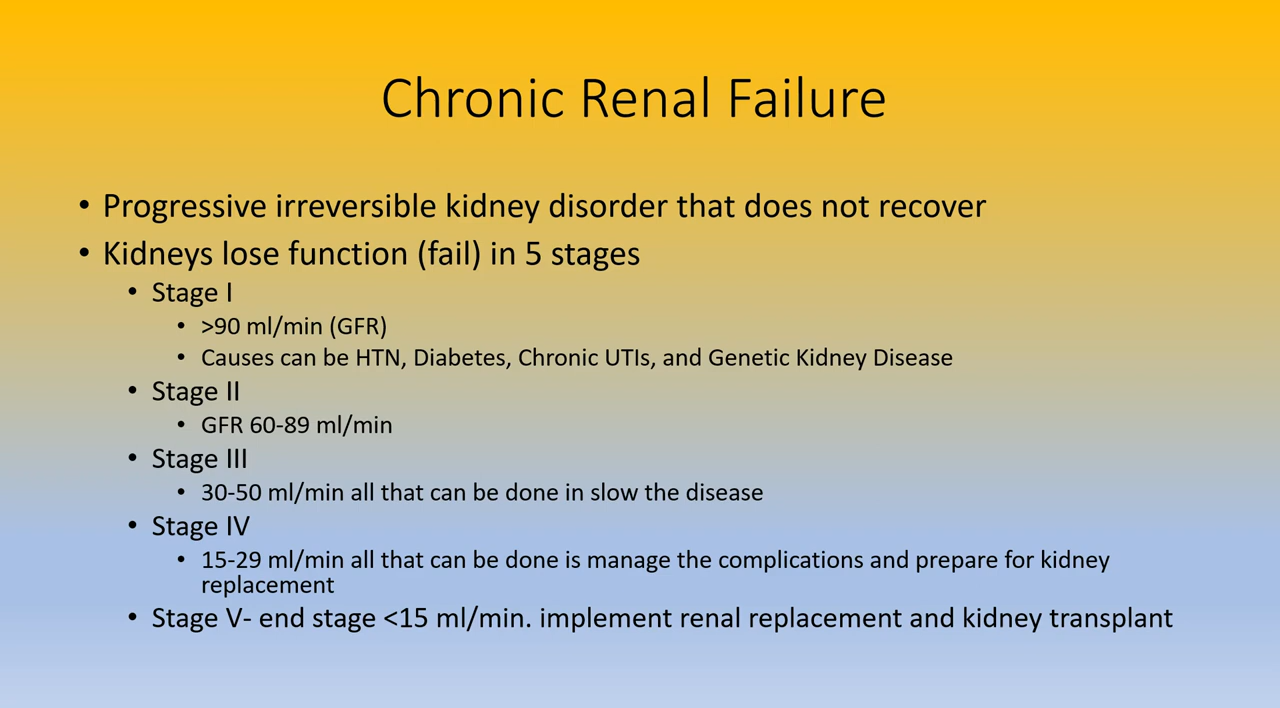 Chronic Renal Failure
• Progressive irreversible kidney disorder that does not recover
• Kidneys lose function (fail) in 5 stages
• Stage I
• >90 ml/min (GFR)
• Causes can be HTN, Diabetes, Chronic UTIs, and Genetic Kidney Disease
• Stage II
• GFR 60-89 ml/min
• Stage III
• 30-50 ml/min all that can be done in slow the disease
• Stage IV
• 15-29 ml/min all that can be done is manage the complications and prepare for kidney
replacement
• Stage V- end stage <15 ml/min. implement renal replacement and kidney transplant